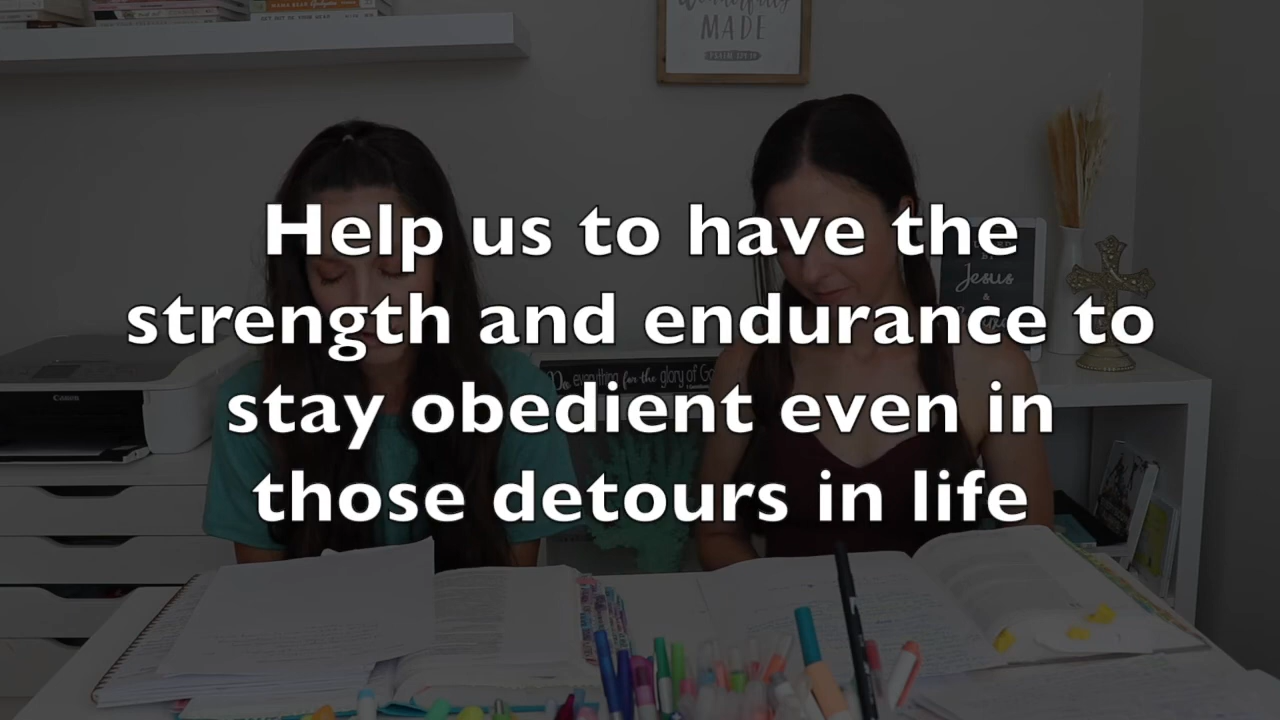 wonderfully
MADE
Help us to have the
strength and endurance to
stay obedient even in
those detours in life
Jesus
&
Do everything for the glory of God
Canon